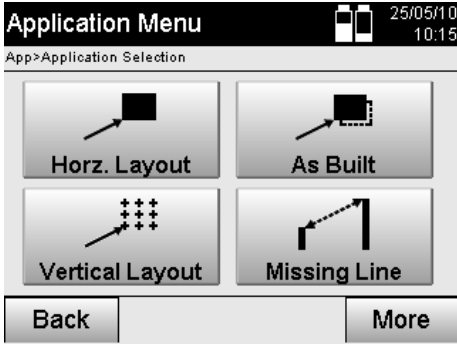 Application Menu
25/05/10
10:15
App>Application Selection
Horz. Layout
As Built
Vertical Layout
Missing Line
Back
More